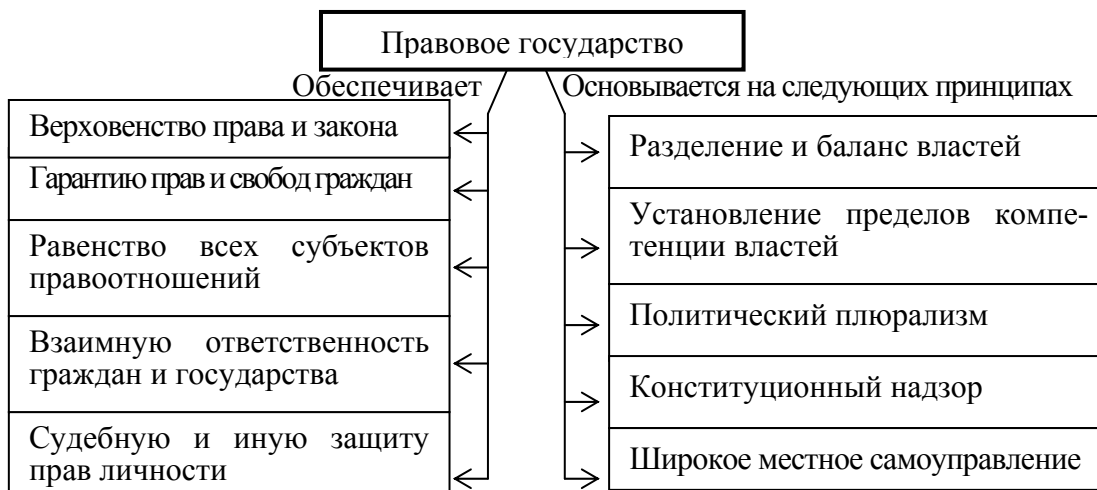 Правовое государство
Обеспечивает
Верховенство права и закона
Гарантию прав и свобод граждан
Равенство всех субъектов
правоотношений
Взаимную ответственность
граждан и государства
Судебную и иную защиту
прав личности
Основывается на следующих принципах
Разделение и баланс властей
Установление пределов компе-
тенции властей
Политический плюрализм
Конституционный надзор
Широкое местное самоуправление